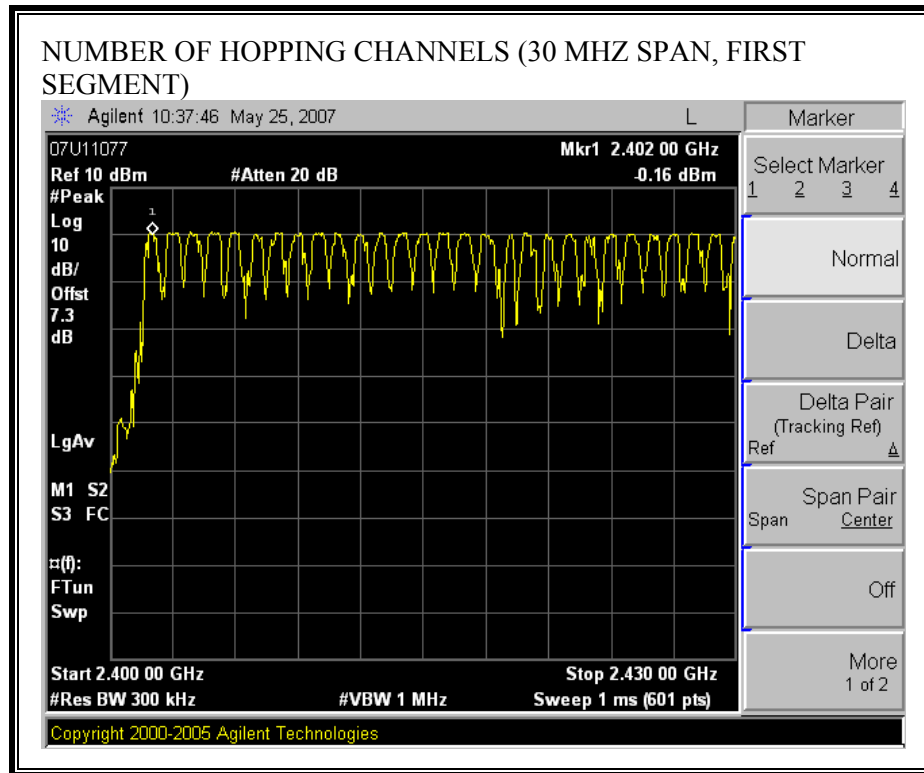 NUMBER OF HOPPING CHANNELS (30 MHZ SPAN, FIRST
SEGMENT)
Agilent 10:37:46 May 25, 2007 L
Marker
07U11077
Mkr1 2.402 00 GHz
Ref 10 dBm #Atten 20 dB -0.16 dBm
#Peak
Log
10
dB/
Offst
7.3
dB
1
LgAv
M1 S2
S3 FC
¤(f):
FTun
Swp
Start 2.400 00 GHz Stop 2.430 00 GHz
#Res BW 300 kHz #VBW 1 MHz Sweep 1 ms (601 pts)
Select Marker
1 2 3 4
Normal
Delta
Delta Pair
(Tracking Ref)
Ref Δ
Span Pair
Span Center
Off
More
1 of 2
Copyright 2000-2005 Agilent Technologies